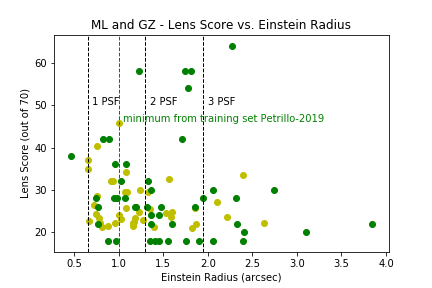 ML and GZ - Lens Score vs. Einstein Radius
Lens Score (out of 70)
60
50
40
30
20
1 PSF
2 PSF
3 PSF
minimum from training set Petrillo-2019
0.5 1.0 1.5 2.0 2.5 3.0 3.5 4.0
Einstein Radius (arcsec)